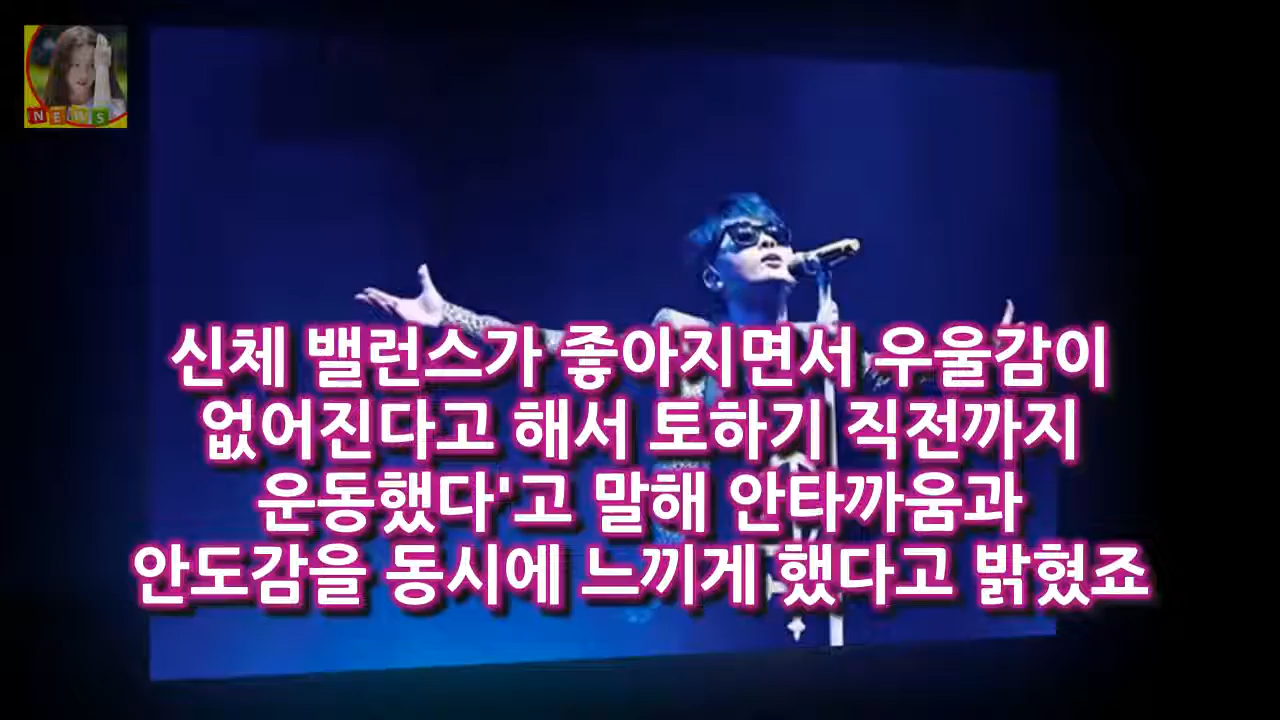 NEWS
신체 밸런스가 좋아지면서 우울감이
없어진다고 해서 토하기 직전까지
운동했다'고 말해 안타까움과
안도감을 동시에 느끼게 했다고 밝혔죠